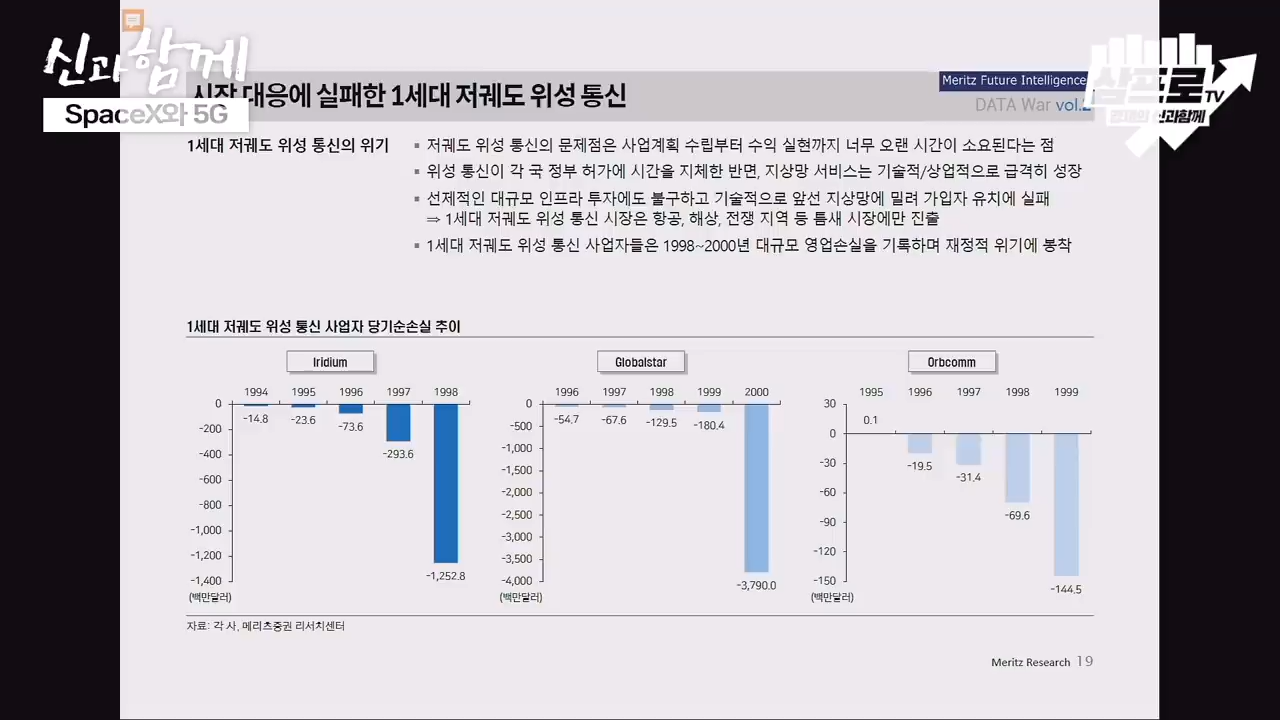 신과함께
SpaceX와 5G
삼프로TV
경제의 신과함께
Meritz Future Intelligence
DATA War vol.2
시장 대응에 실패한 1세대 저궤도 위성 통신
1세대 저궤도 위성 통신의 위기
▪ 저궤도 위성 통신의 문제점은 사업계획 수립부터 수익 실현까지 너무 오랜 시간이 소요된다는 점
▪ 위성 통신이 각 국 정부 허가에 시간을 지체한 반면, 지상망 서비스는 기술적/상업적으로 급격히 성장
▪ 선제적인 대규모 인프라 투자에도 불구하고 기술적으로 앞선 지상망에 밀려 가입자 유치에 실패
⇒ 1세대 저궤도 위성 통신 시장은 항공, 해상, 전쟁 지역 등 틈새 시장에만 진출
▪ 1세대 저궤도 위성 통신 사업자들은 1998~2000년 대규모 영업손실을 기록하며 재정적 위기에 봉착
1세대 저궤도 위성 통신 사업자 당기순손실 추이
Iridium
1994 1995 1996 1997 1998
0
-200
-400
-600
-800
-1,000
-1,200
-1,400
(백만달러)
-14.8
-23.6
-73.6
-293.6
-1,252.8
Globalstar
1996 1997 1998 1999 2000
0
-500
-1,000
-1,500
-2,000
-2,500
-3,000
-3,500
-4,000
(백만달러)
-54.7
-67.6
-129.5
-180.4
-3,790.0
Orbcomm
1995 1996 1997 1998 1999
30
0
-30
-60
-90
-120
-150
(백만달러)
0.1
-19.5
-31.4
-69.6
-144.5
자료: 각 사, 메리츠증권 리서치센터
Meritz Research 19